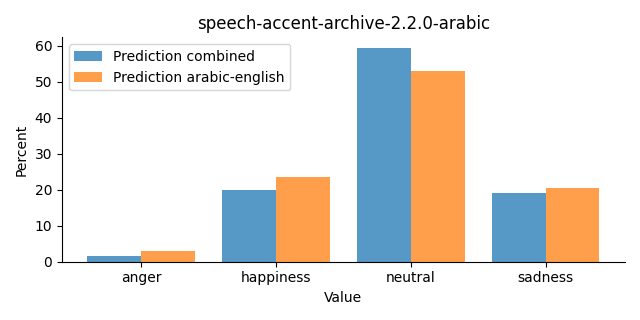 speech-accent-archive-2.2.0-arabic
Prediction combined
Prediction arabic-english
Percent
60
50
40
30
20
10
0
anger happiness neutral sadness
Value